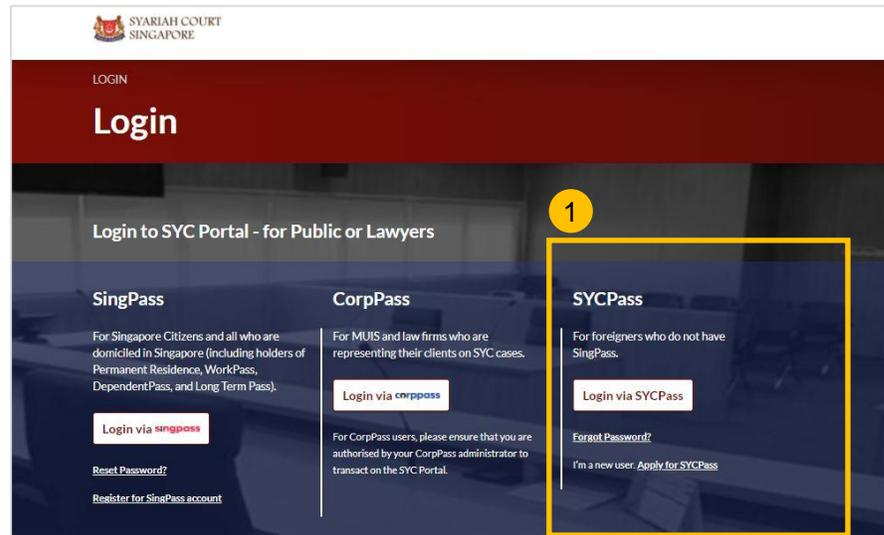 SYARIAH COURT
SINGAPORE
LOGIN
Login
1
Login to SYC Portal - for Public or Lawyers
SingPass
For Singapore Citizens and all who are
domiciled in Singapore (including holders of
Permanent Residence, WorkPass,
DependentPass, and Long Term Pass).
Login via singpass
Reset Password?
Register for SingPass account
CorpPass
For MUIS and law firms who are
representing their clients on SYC cases.
Login via corppass
For CorpPass users, please ensure that you are
authorised by your CorpPass administrator to
transact on the SYC Portal.
SYCPass
For foreigners who do not have
SingPass.
Login via SYCPass
Forgot Password?
I'm a new user. Apply for SYCPass